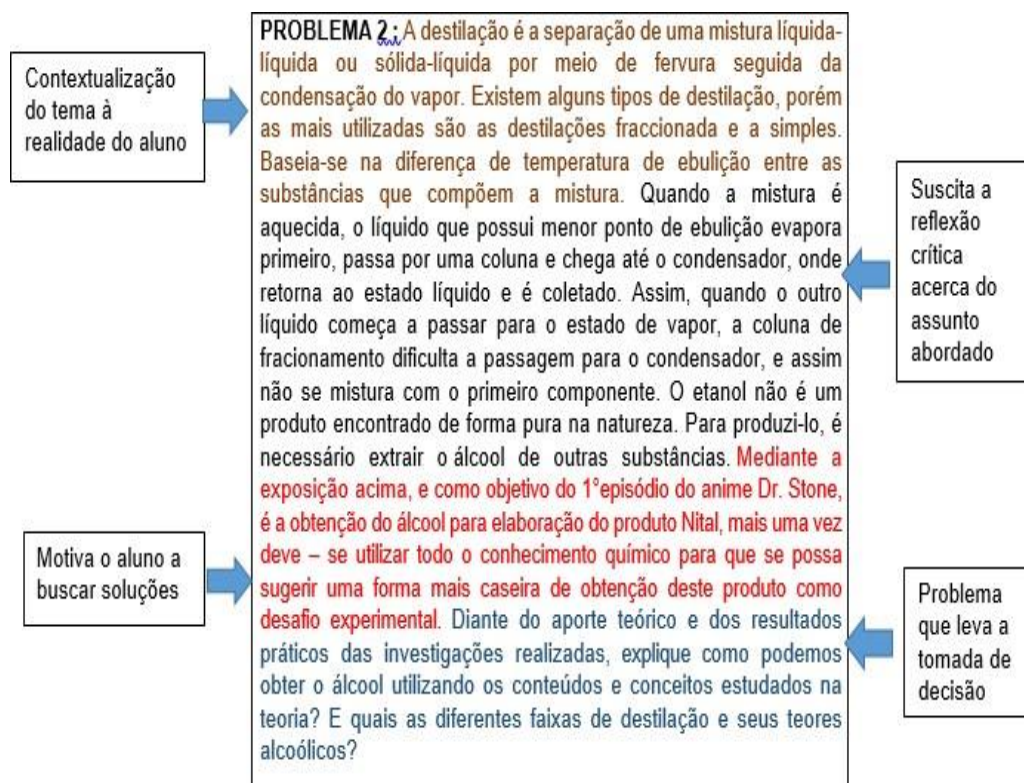 Contextualização
do tema à
realidade do aluno
PROBLEMA 2 : A destilação é a separação de uma mistura líquida-
líquida ou sólida-líquida por meio de fervura seguida da
condensação do vapor. Existem alguns tipos de destilação, porém
as mais utilizadas são as destilações fraccionada e a simples.
Baseia-se na diferença de temperatura de ebulição entre as
substâncias que compõem a mistura. Quando a mistura é
aquecida, o líquido que possui menor ponto de ebulição evapora
primeiro, passa por uma coluna e chega até o condensador, onde
retorna ao estado líquido e é coletado. Assim, quando o outro
líquido começa a passar para o estado de vapor, a coluna de
fracionamento dificulta a passagem para o condensador, e assim
não se mistura com o primeiro componente. O etanol não é um
produto encontrado de forma pura na natureza. Para produzi-lo, é
necessário extrair o álcool de outras substâncias. Mediante a
exposição acima, e como objetivo do 1°episódio do anime Dr. Stone,
é a obtenção do álcool para elaboração do produto Nital, mais uma vez
deve – se utilizar todo o conhecimento químico para que se possa
sugerir uma forma mais caseira de obtenção deste produto como
desafio experimental. Diante do aporte teórico e dos resultados
práticos das investigações realizadas, explique como podemos
obter o álcool utilizando os conteúdos e conceitos estudados na
teoria? E quais as diferentes faixas de destilação e seus teores
alcoólicos?
Suscita a
reflexão
crítica
acerca do
assunto
abordado
Motiva o aluno a
buscar soluções
Problema
que leva a
tomada de
decisão